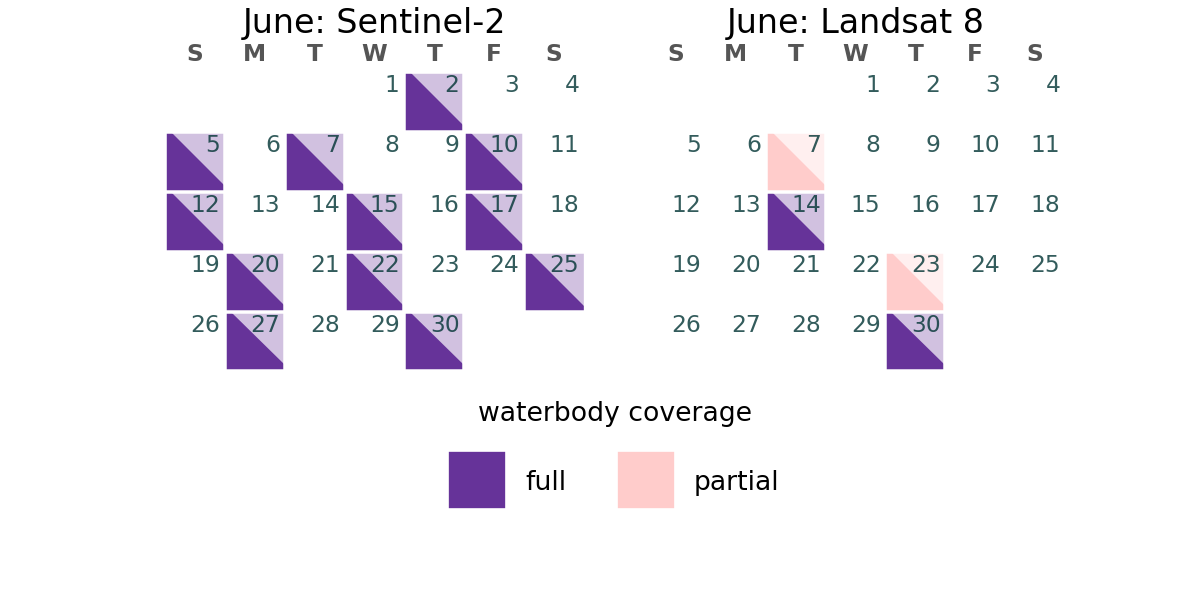 June: Sentinel-2
S M T W T F S
1 2 3 4
5 6 7 8 9 10 11
12 13 14 15 16 17 18
19 20 21 22 23 24 25
26 27 28 29 30
June: Landsat 8
S M T W T F S
1 2 3 4
5 6 7 8 9 10 11
12 13 14 15 16 17 18
19 20 21 22 23 24 25
26 27 28 29 30
waterbody coverage
full
partial